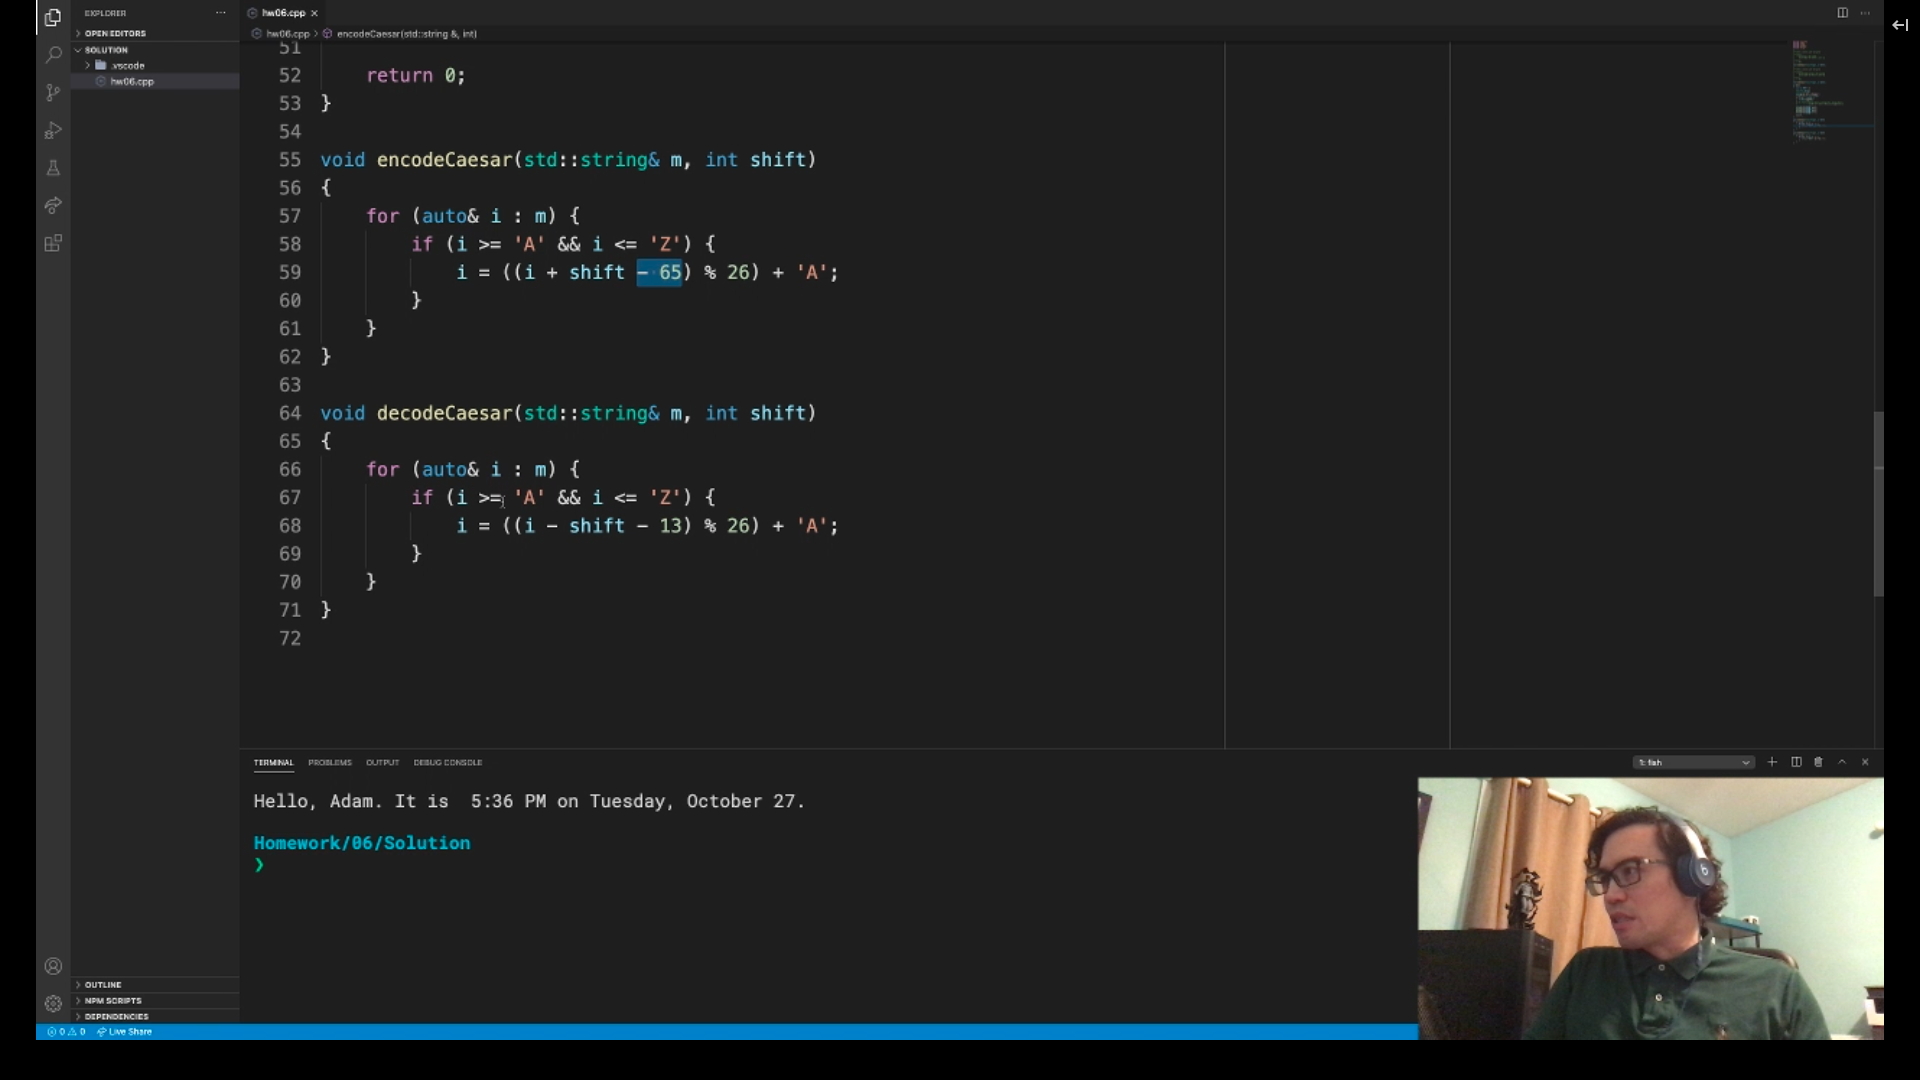 EXPLORER
OPEN EDITORS
SOLUTION
.vscode
hw06.cpp
hw06.cpp
hw06.cpp > encodeCaesar(std::string &, int)
51
52 return 0;
53 }
54
55 void encodeCaesar(std::string& m, int shift)
56 {
57 for (auto& i : m) {
58 if (i >= 'A' && i <= 'Z') {
59 i = ((i + shift - 65) % 26) + 'A';
60 }
61 }
62 }
63
64 void decodeCaesar(std::string& m, int shift)
65 {
66 for (auto& i : m) {
67 if (i >= 'A' && i <= 'Z') {
68 i = ((i - shift - 13) % 26) + 'A';
69 }
70 }
71 }
72
TERMINAL PROBLEMS OUTPUT DEBUG CONSOLE
1: fish
Hello, Adam. It is  5:36 PM on Tuesday, October 27.
Homework/06/Solution
❯
OUTLINE
NPM SCRIPTS
DEPENDENCIES
0 0 Live Share